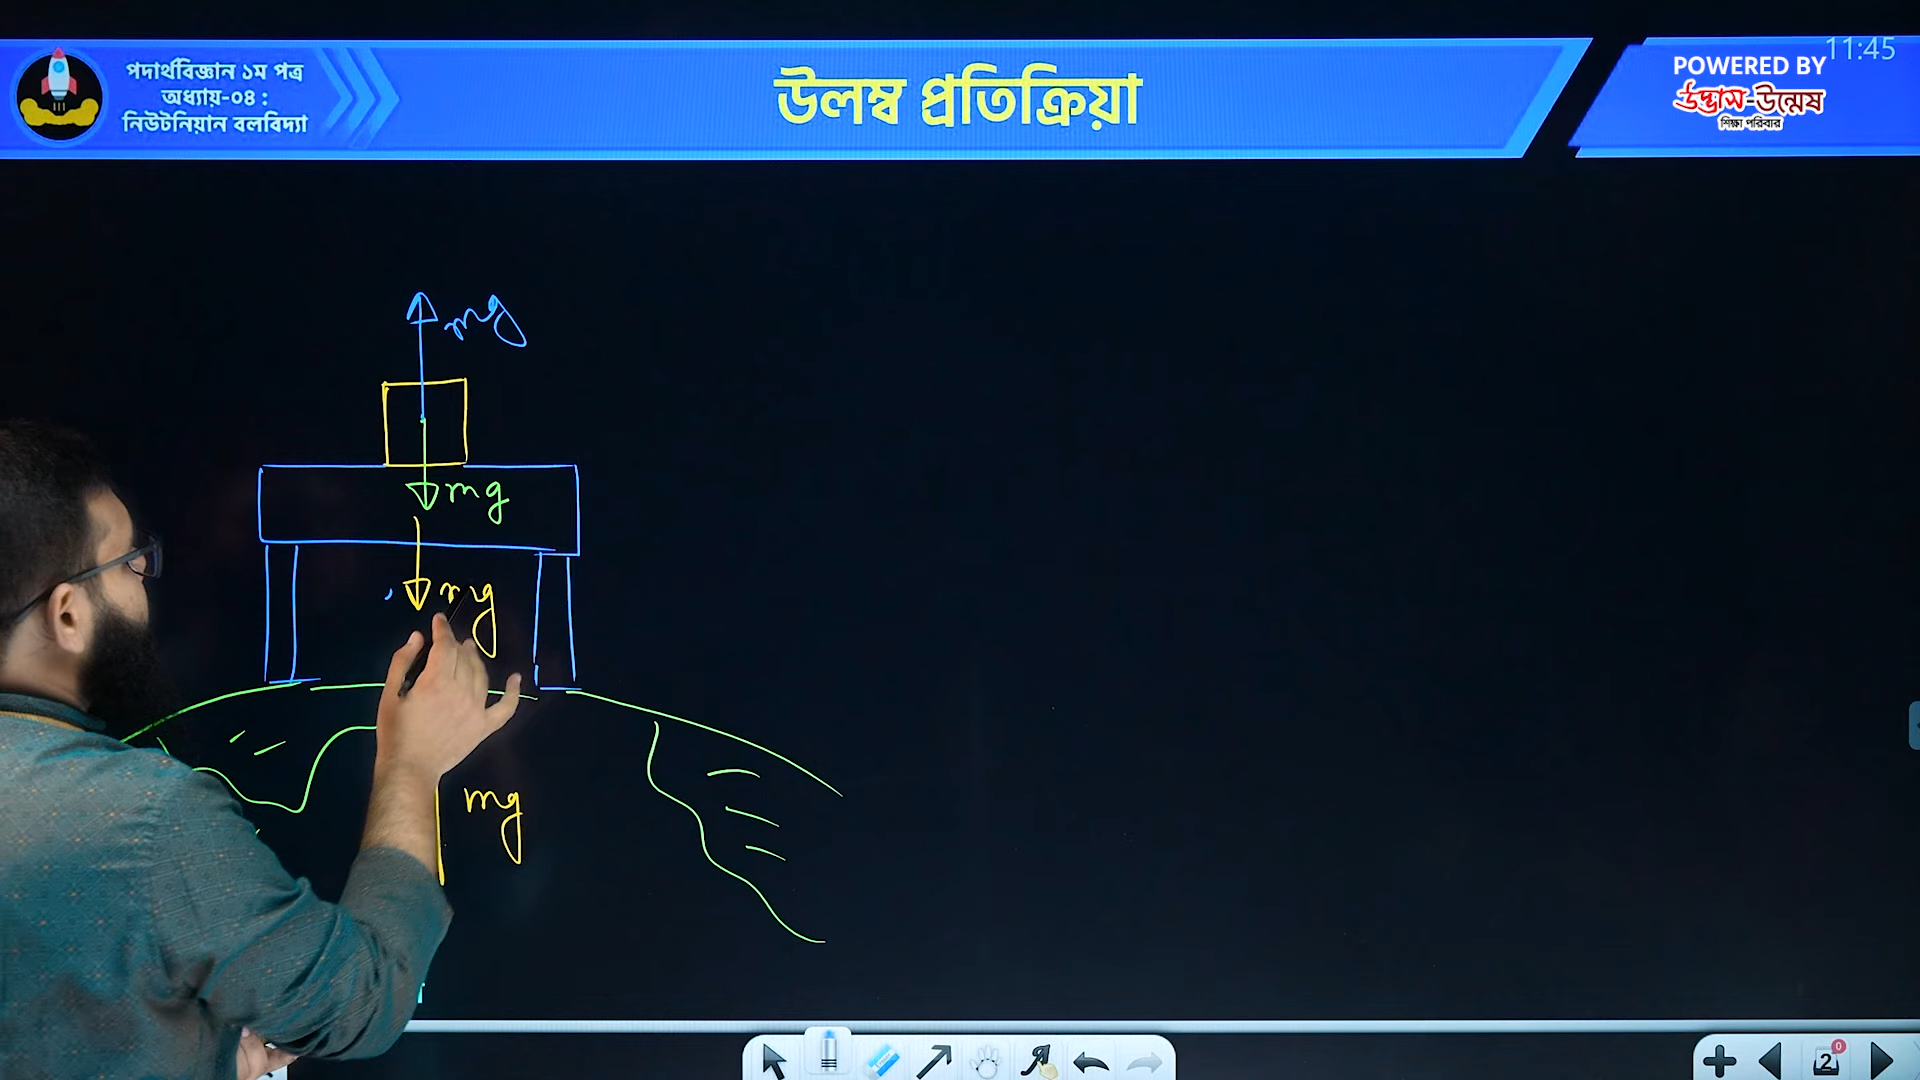 11:45
পদার্থবিজ্ঞান ১ম পত্র
অধ্যায়-০৪ :
নিউটনিয়ান বলবিদ্যা
উলম্ব প্রতিক্রিয়া
POWERED BY
উদ্ভাস-উন্মেষ
শিক্ষা পরিবার
mg
mg
mg
mg
2
0